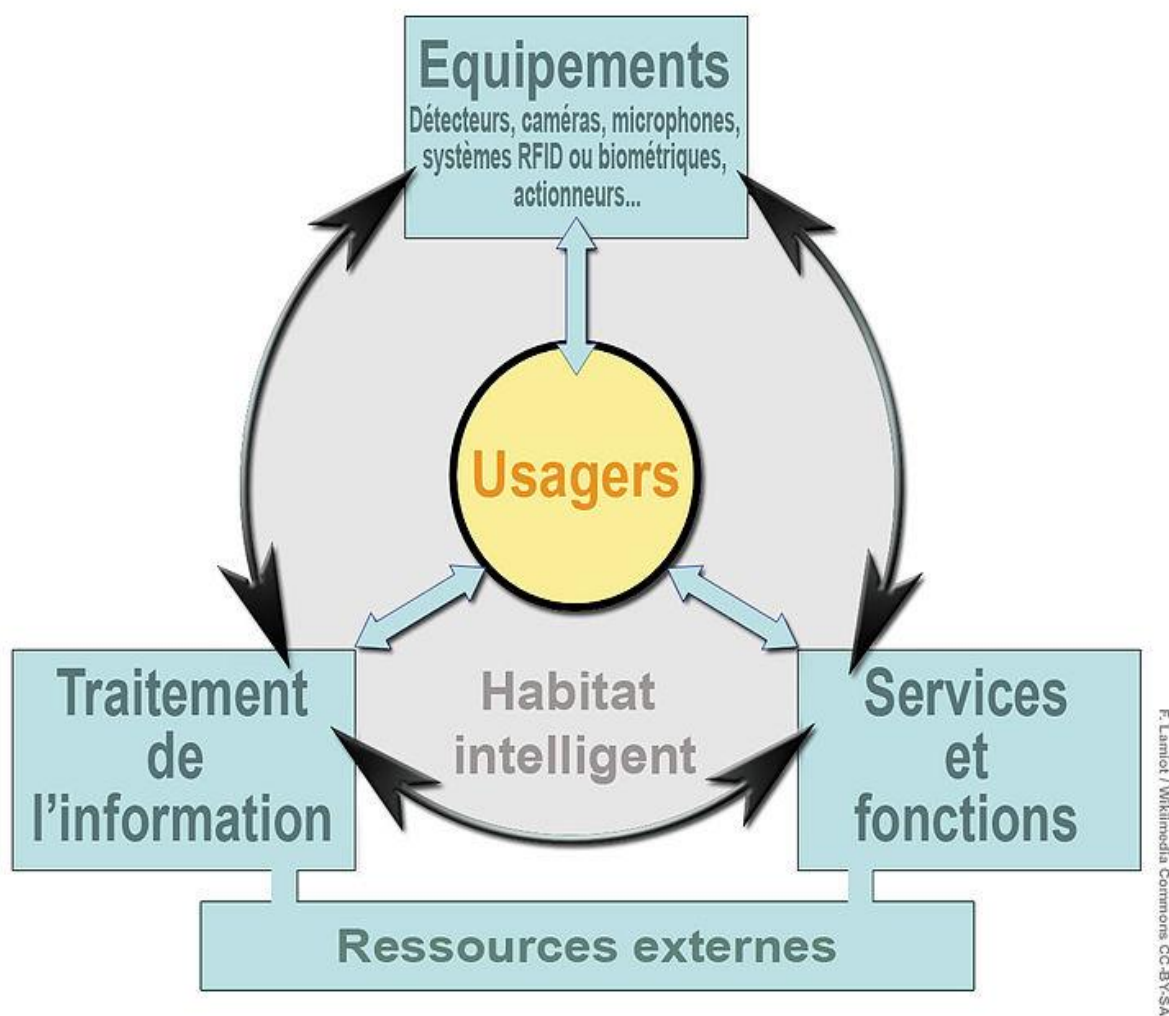 Equipements
Détecteurs, caméras, microphones,
systèmes RFID ou biométriques,
actionneurs...
Usagers
Habitat
intelligent
Traitement
de
l'information
Services
et
fonctions
Ressources externes
F. Lamiot / Wikiimedia Commons CC-BY-SA